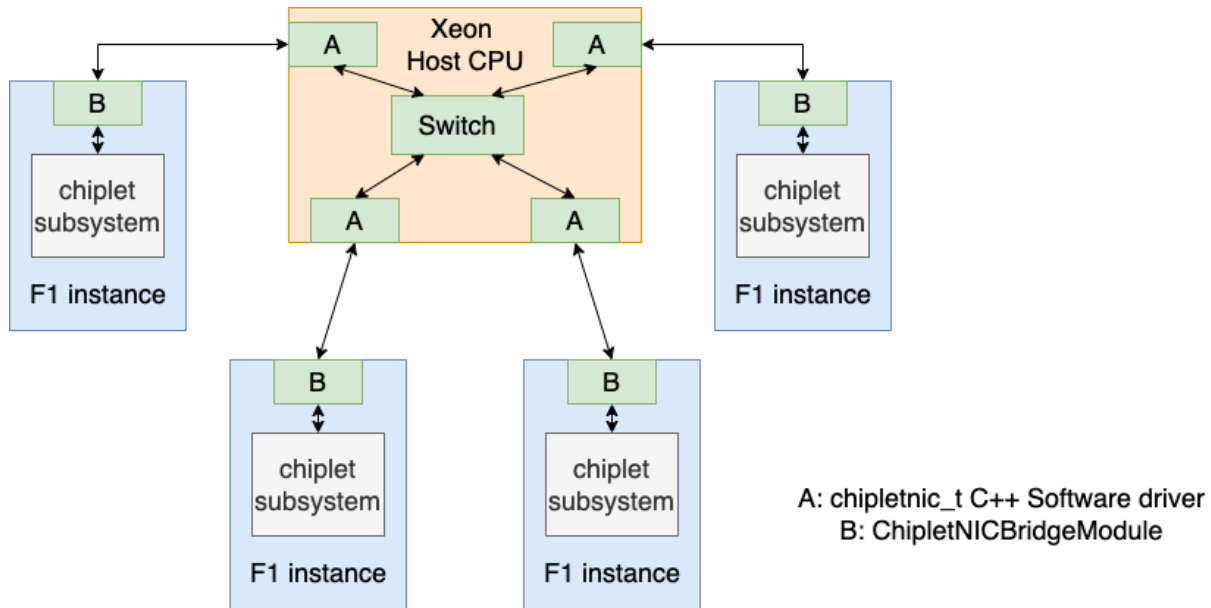 A
Xeon
Host CPU
A
B
Switch
B
chiplet
subsystem
chiplet
subsystem
A
A
F1 instance
F1 instance
B
B
chiplet
subsystem
chiplet
subsystem
A: chipletnic_t C++ Software driver
B: ChipletNICBridgeModule
F1 instance
F1 instance